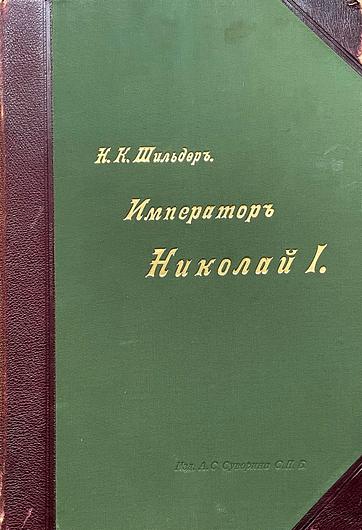 Н. К. Шильдеръ.
Императоръ
Николай I.
Изд. А. С. Суворина С. П. Б.